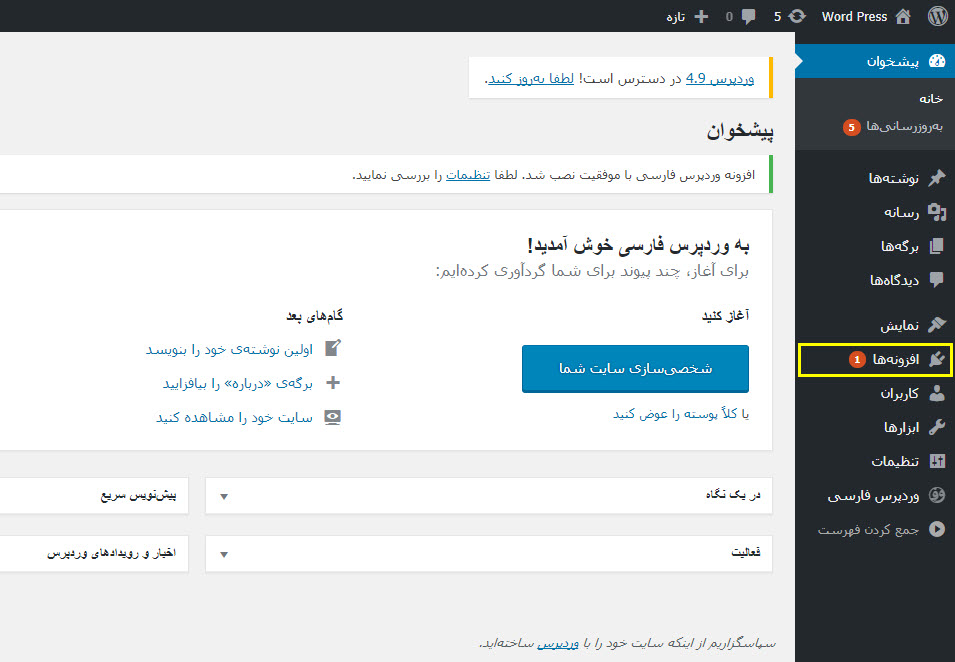 Word Press
5
0
تازه
پیشخوان
خانه
به‌روزرسانی‌ها 5
نوشته‌ها
رسانه
برگه‌ها
دیدگاه‌ها
نمایش
افزونه‌ها 1
کاربران
ابزارها
تنظیمات
وردپرس فارسی
جمع کردن فهرست
وردپرس 4.9 در دسترس است! لطفا به‌روز کنید.
پیشخوان
افزونه وردپرس فارسی با موفقیت نصب شد. لطفا تنظیمات را بررسی نمایید.
به وردپرس فارسی خوش آمدید!
برای آغاز، چند پیوند برای شما گردآوری کرده‌ایم:
آغاز کنید
شخصی‌سازی سایت شما
یا کلاً پوسته را عوض کنید
گام‌های بعد
اولین نوشته‌ی خود را بنویسد
برگه‌ی «درباره» را بیافزایید
سایت خود را مشاهده کنید
در یک نگاه
پیش‌نویس سریع
فعالیت
اخبار و رویدادهای وردپرس
سپاسگزاریم از اینکه سایت خود را با وردپرس ساخته‌اید.